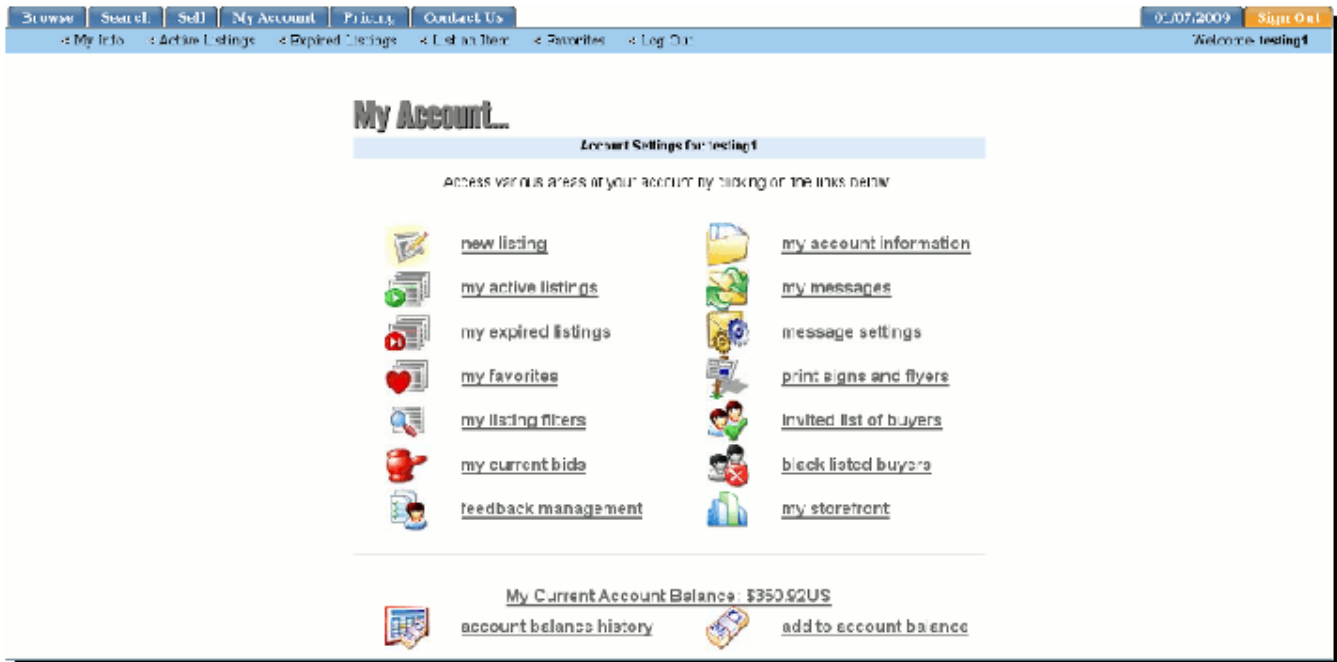 Browse Search Sell My Account Pricing Contact Us 01/07/2009 Sign Out
< My Info < Active Listings < Expired Listings < List an Item < Favorites < Log Out Welcome, testing1
My Account...
Account Settings for testing1
Access various areas of your account by clicking on the links below
new listing my account information
my active listings my messages
my expired listings message settings
my favorites print signs and flyers
my listing filters invited list of buyers
my current bids black listed buyers
feedback management my storefront
My Current Account Balance: $350.92US
account balance history add to account balance